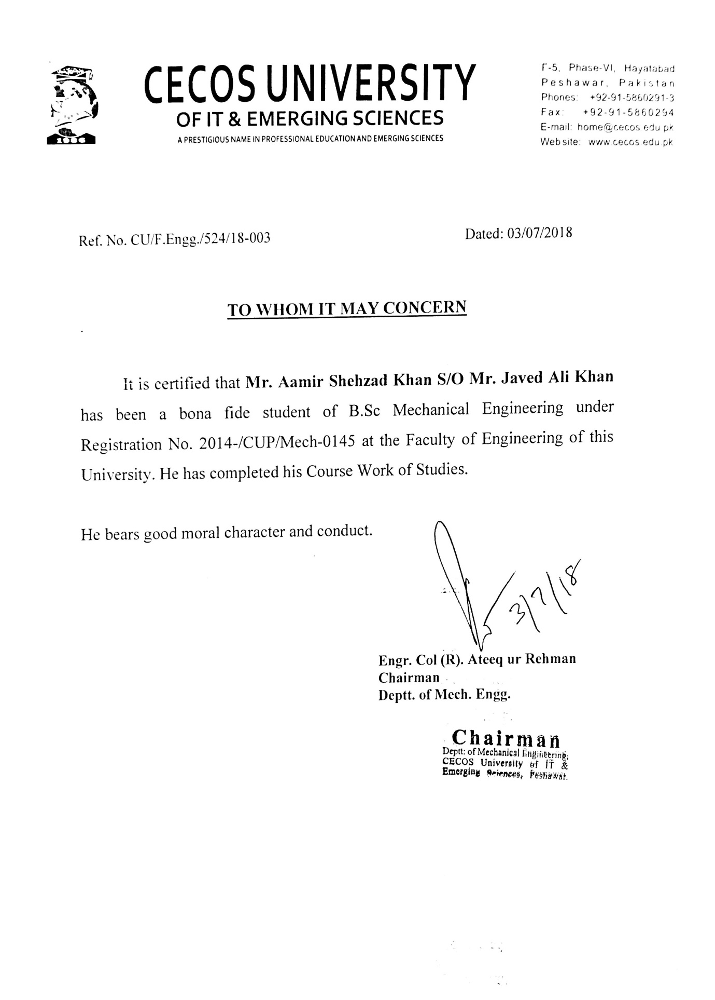 1986
CECOS UNIVERSITY
OF IT & EMERGING SCIENCES
A PRESTIGIOUS NAME IN PROFESSIONAL EDUCATION AND EMERGING SCIENCES
F-5, Phase-VI, Hayatabad
Peshawar, Pakistan
Phones: +92-91-5860291-3
Fax: +92-91-5860294
E-mail: home@cecos.edu.pk
Website: www.cecos.edu.pk
Ref. No. CU/F.Engg./524/18-003
Dated: 03/07/2018
TO WHOM IT MAY CONCERN
It is certified that Mr. Aamir Shehzad Khan S/O Mr. Javed Ali Khan
has been a bona fide student of B.Sc Mechanical Engineering under
Registration No. 2014-/CUP/Mech-0145 at the Faculty of Engineering of this
University. He has completed his Course Work of Studies.
He bears good moral character and conduct.
3/7/18
Engr. Col (R). Ateeq ur Rehman
Chairman
Deptt. of Mech. Engg.
Chairman
Deptt: of Mechanical Engineering,
CECOS University of IT &
Emerging Sciences, Peshawar.